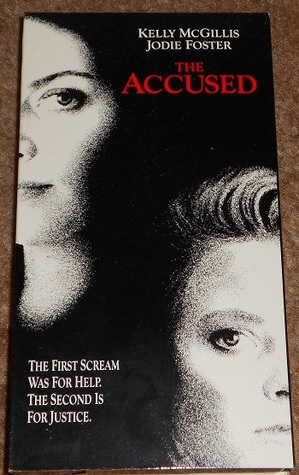 KELLY MCGILLIS
JODIE FOSTER
THE
ACCUSED
THE FIRST SCREAM
WAS FOR HELP.
THE SECOND IS
FOR JUSTICE.